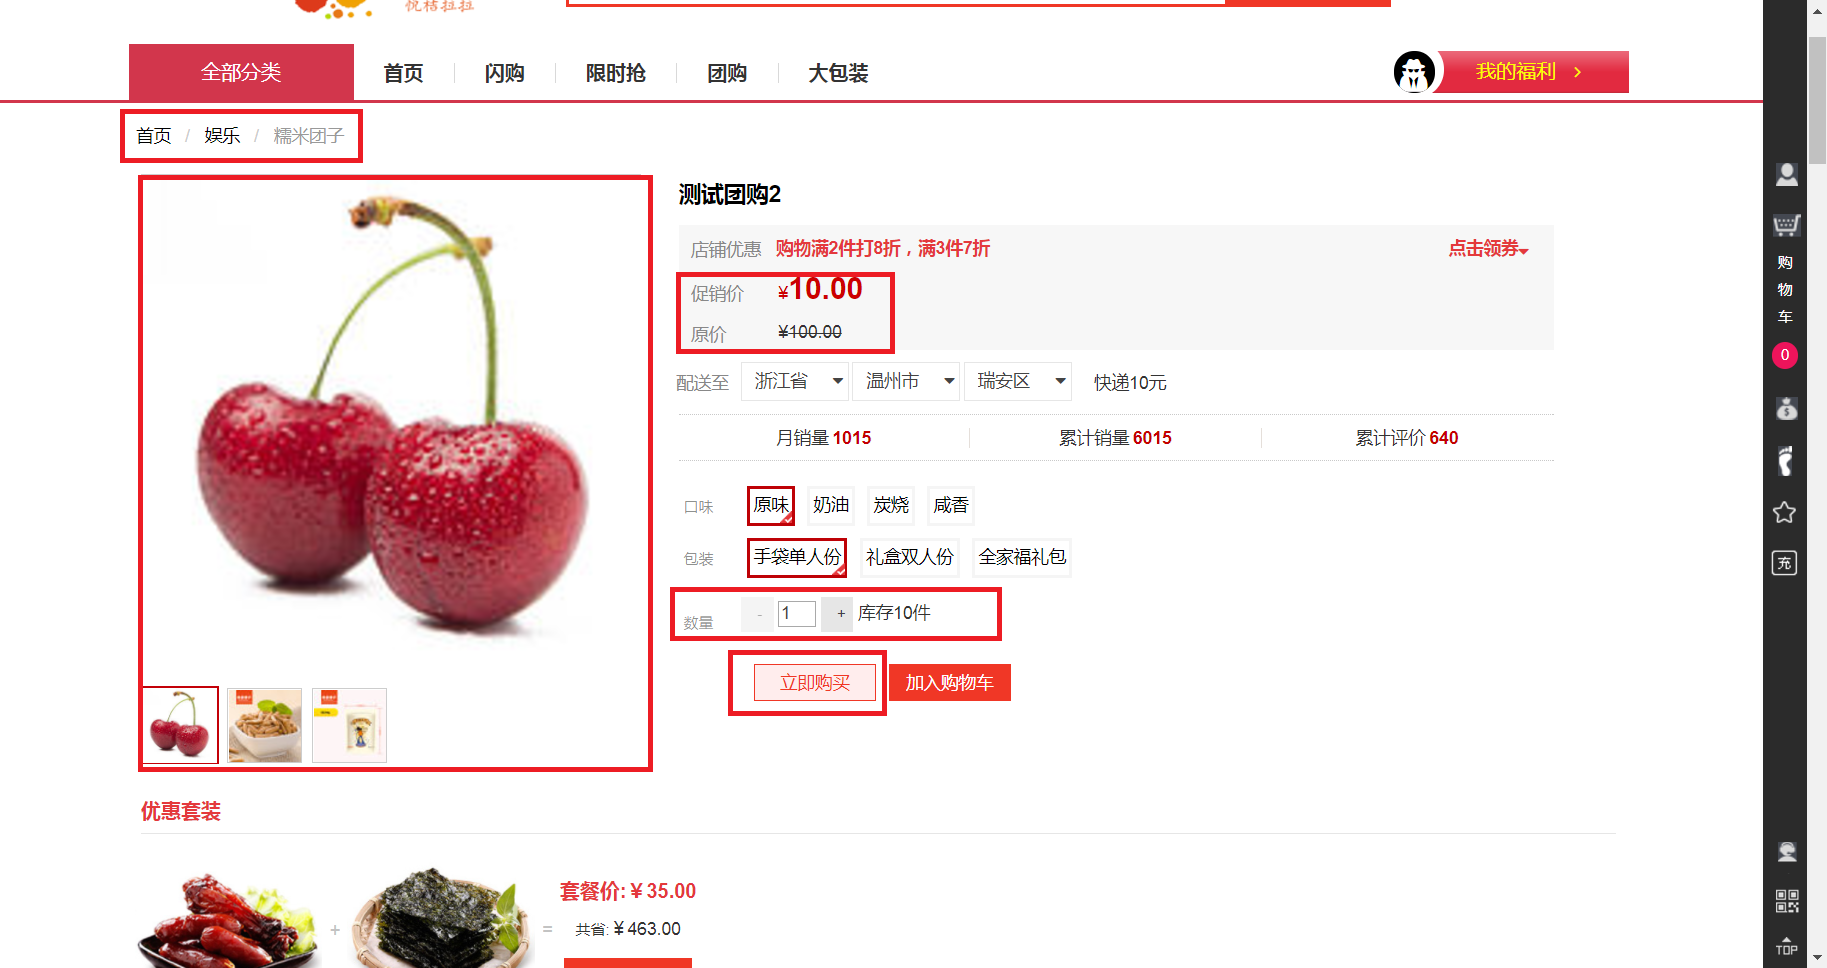 悦桔拉拉
全部分类 首页 闪购 限时抢 团购 大包装 我的福利 >
首页 / 娱乐 / 糯米团子
测试团购2
店铺优惠 购物满2件打8折，满3件7折 点击领券
促销价 ¥10.00
原价 ¥100.00
配送至 浙江省 温州市 瑞安区 快递10元
月销量 1015 累计销量 6015 累计评价 640
口味 原味 奶油 炭烧 咸香
包装 手袋单人份 礼盒双人份 全家福礼包
数量 - 1 + 库存10件
立即购买 加入购物车
优惠套装
套餐价: ¥ 35.00
+ =
共省: ¥ 463.00
购
物
车
0
充
TOP